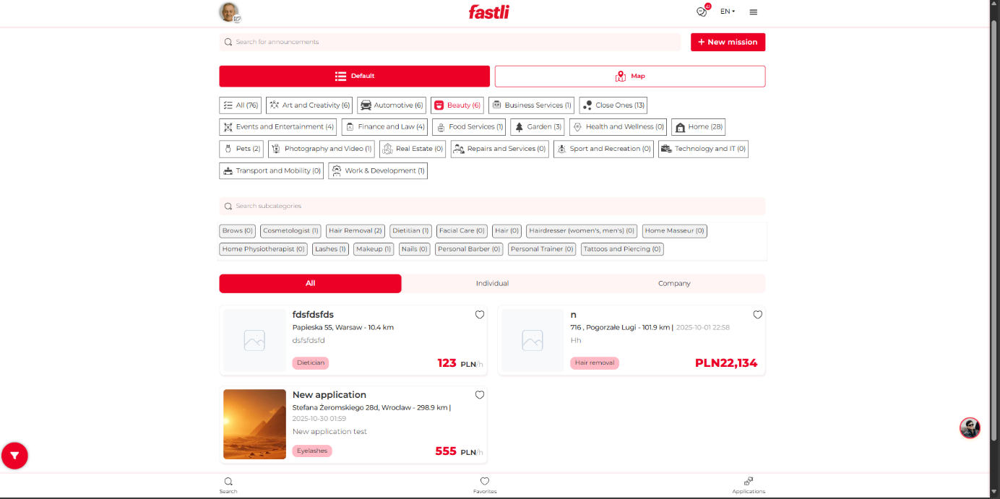 fastli
EN
Search for announcements
+ New mission
Default
Map
All (76) Art and Creativity (6) Automotive (6) Beauty (6) Business Services (1) Close Ones (13)
Events and Entertainment (4) Finance and Law (4) Food Services (1) Garden (3) Health and Wellness (0) Home (28)
Pets (2) Photography and Video (1) Real Estate (0) Repairs and Services (0) Sport and Recreation (0) Technology and IT (0)
Transport and Mobility (0) Work & Development (1)
Search subcategories
Brows (0) Cosmetologist (1) Hair Removal (2) Dietitian (1) Facial Care (0) Hair (0) Hairdresser (women's, men's) (0) Home Masseur (0)
Home Physiotherapist (0) Lashes (1) Makeup (1) Nails (0) Personal Barber (0) Personal Trainer (0) Tattoos and Piercing (0)
All Individual Company
fdsfdsfds
Papieska 55, Warsaw - 10.4 km
dsfsfdsfd
Dietician
123 PLN/h
n
716 , Pogorzałe Ługi - 101.9 km | 2025-10-01 22:58
Hh
Hair removal
PLN22,134
New application
Stefana Żeromskiego 28d, Wroclaw - 298.9 km |
2025-10-30 01:59
New application test
Eyelashes
555 PLN/h
Search
Favorites
Applications